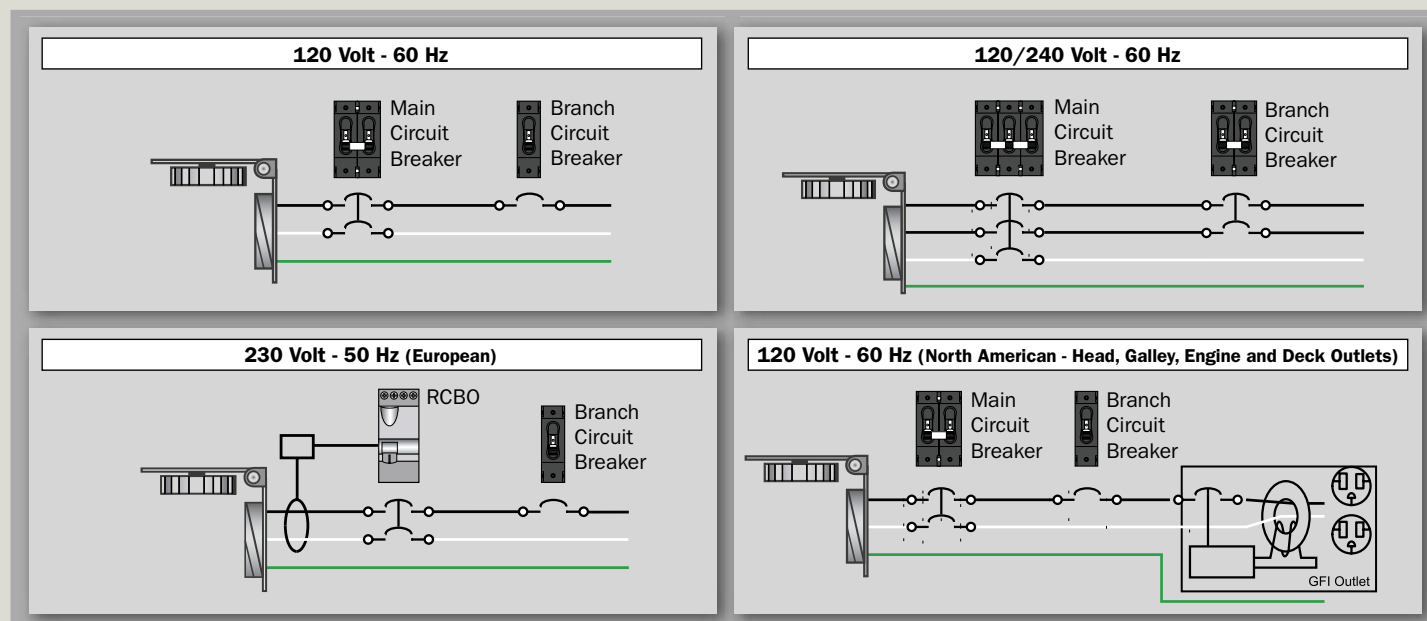 120 Volt - 60 Hz
Main
Circuit
Breaker
Branch
Circuit
Breaker
120/240 Volt - 60 Hz
Main
Circuit
Breaker
Branch
Circuit
Breaker
230 Volt - 50 Hz (European)
RCBO
Branch
Circuit
Breaker
120 Volt - 60 Hz (North American - Head, Galley, Engine and Deck Outlets)
Main
Circuit
Breaker
Branch
Circuit
Breaker
GFI Outlet